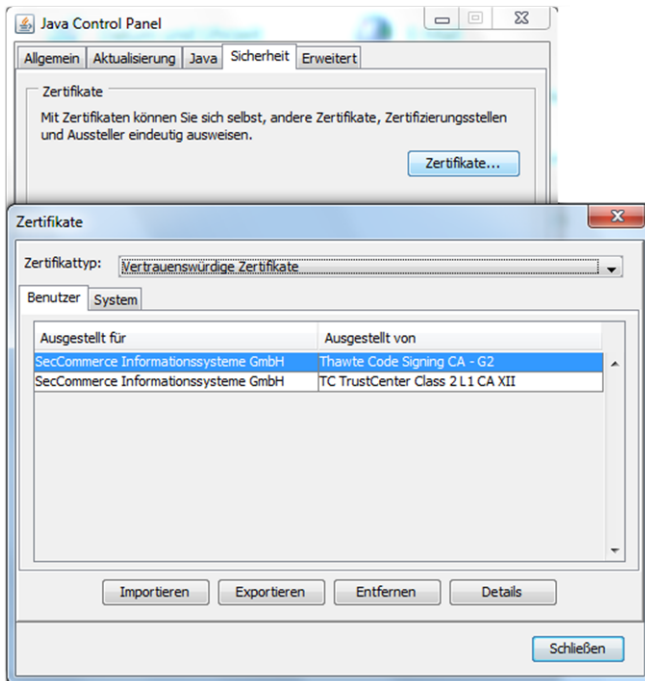 Java Control Panel
Allgemein Aktualisierung Java Sicherheit Erweitert
Zertifikate
Mit Zertifikaten können Sie sich selbst, andere Zertifikate, Zertifizierungsstellen
und Aussteller eindeutig ausweisen.
Zertifikate...
Zertifikate
Zertifikattyp: Vertrauenswürdige Zertifikate
Benutzer System
Ausgestellt für Ausgestellt von
SecCommerce Informationssysteme GmbH Thawte Code Signing CA - G2
SecCommerce Informationssysteme GmbH TC TrustCenter Class 2 L1 CA XII
Importieren Exportieren Entfernen Details
Schließen